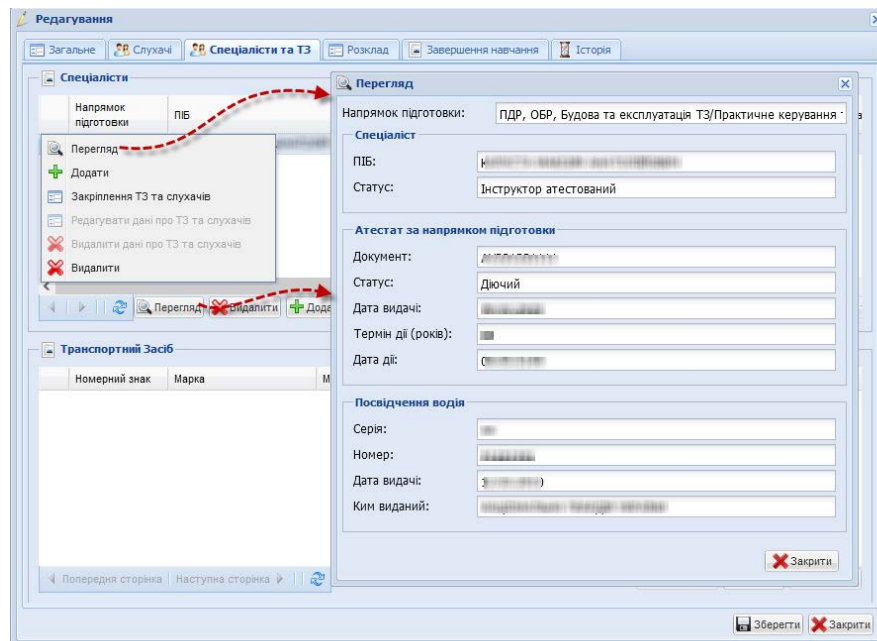 Редагування
Загальне Слухачі Спеціалісти та ТЗ Розклад Завершення навчання Історія
Спеціалісти
Напрямок підготовки ПІБ
Перегляд
Додати
Закріплення ТЗ та слухачів
Редагувати дані про ТЗ та слухачів
Видалити дані про ТЗ та слухачів
Видалити
Перегляд Видалити Дода
Транспортний Засіб
Номерний знак Марка М
Попередня сторінка Наступна сторінка
Перегляд
Напрямок підготовки: ПДР, ОБР, Будова та експлуатація ТЗ/Практичне керування
Спеціаліст
ПІБ:
Статус: Інструктор атестований
Атестат за напрямком підготовки
Документ:
Статус: Діючий
Дата видачі:
Термін дії (років):
Дата дії:
Посвідчення водія
Серія:
Номер:
Дата видачі:
Ким виданий:
Закрити
Зберегти Закрити